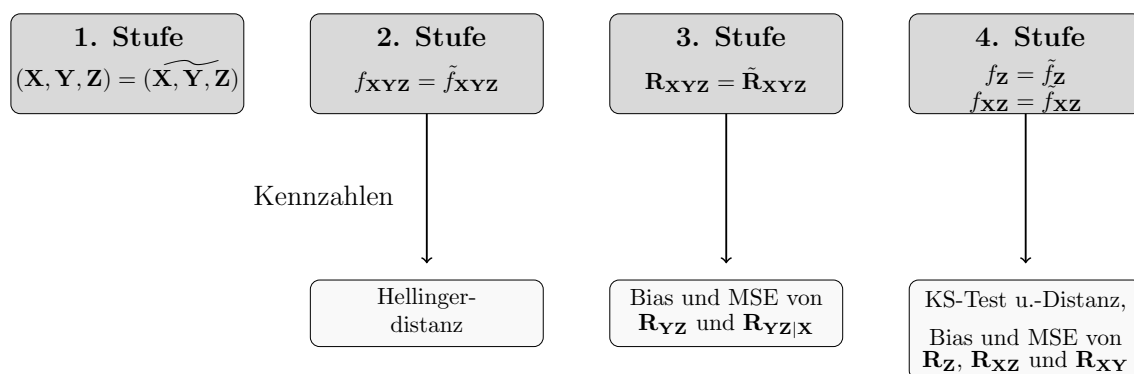 1. Stufe
(X, Y, Z) = (X̃, Y, Z)
2. Stufe
f_XYZ = f̃_XYZ
3. Stufe
R_XYZ = R̃_XYZ
4. Stufe
f_Z = f̃_Z
f_XZ = f̃_XZ
Kennzahlen
Hellinger-
distanz
Bias und MSE von
R_YZ und R_YZ|X
KS-Test u.-Distanz,
Bias und MSE von
R_Z, R_XZ und R_XY